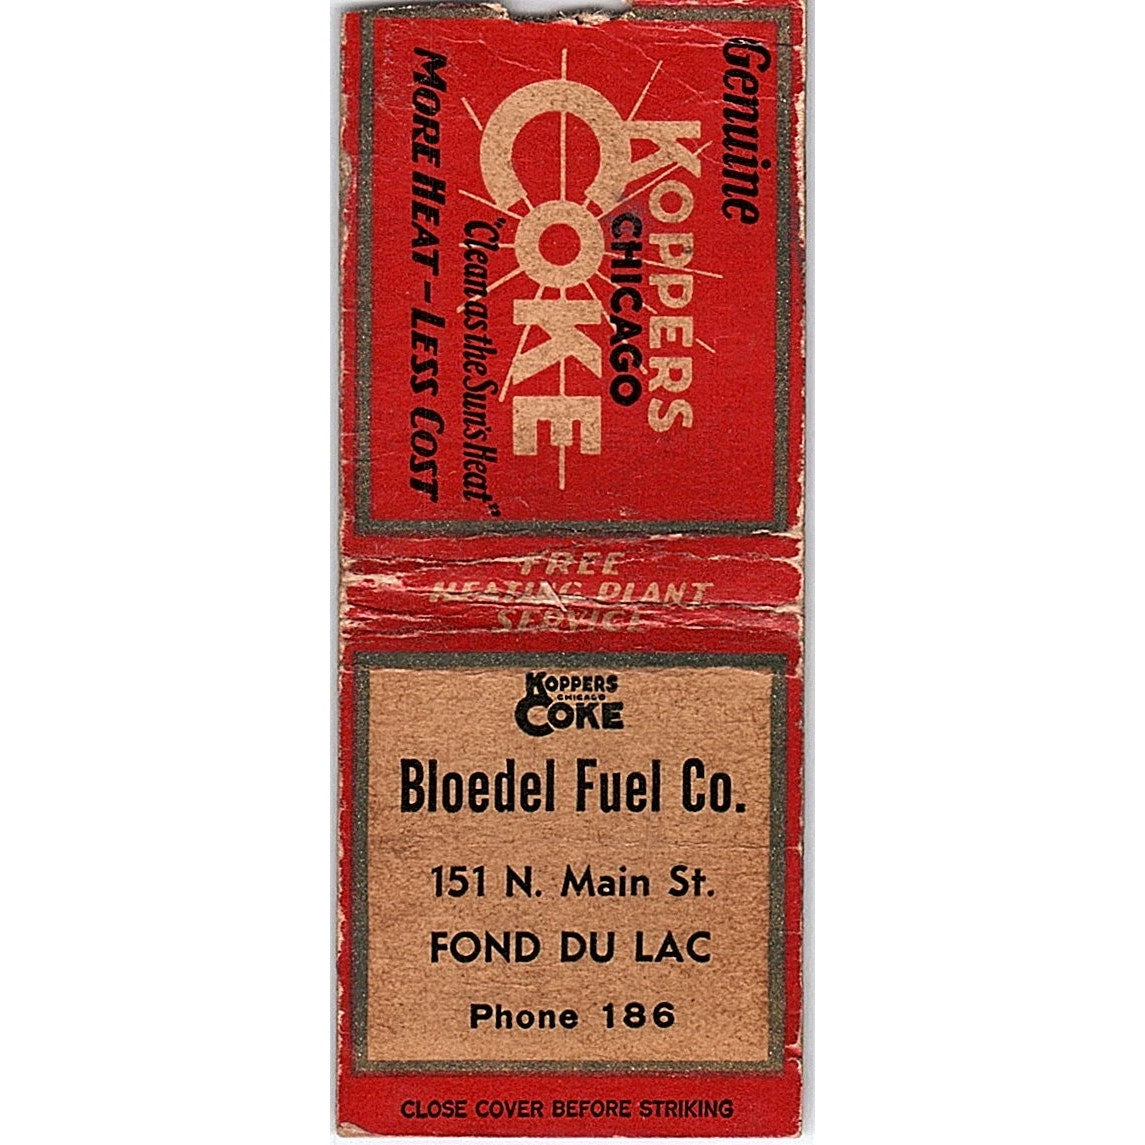 Genuine
KOPPERS
CHICAGO
COKE
"Clean as the Sun's Heat"
MORE HEAT - LESS COST
FREE
HEATING PLANT
SERVICE
KOPPERS
CHICAGO
COKE
Bloedel Fuel Co.
151 N. Main St.
FOND DU LAC
Phone 186
CLOSE COVER BEFORE STRIKING